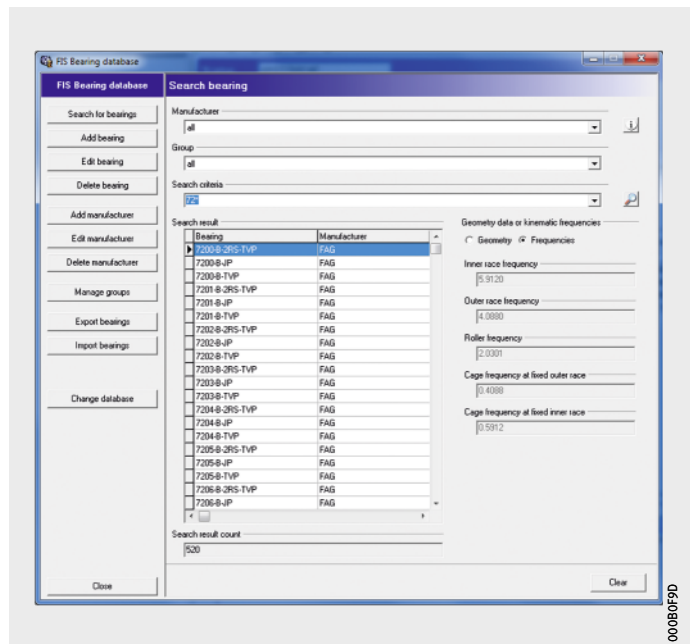 FIS Bearing database
FIS Bearing database
Search for bearings
Add bearing
Edit bearing
Delete bearing
Add manufacturer
Edit manufacturer
Delete manufacturer
Manage groups
Export bearings
Import bearings
Change database
Close
Search bearing
Manufacturer
all
Group
all
Search criteria
72*
Search result
Bearing Manufacturer
7200-B-2RS-TVP FAG
7200-B-JP FAG
7200-B-TVP FAG
7201-B-2RS-TVP FAG
7201-B-JP FAG
7201-B-TVP FAG
7202-B-2RS-TVP FAG
7202-B-JP FAG
7202-B-TVP FAG
7203-B-2RS-TVP FAG
7203-B-JP FAG
7203-B-TVP FAG
7204-B-2RS-TVP FAG
7204-B-JP FAG
7204-B-TVP FAG
7205-B-2RS-TVP FAG
7205-B-JP FAG
7205-B-TVP FAG
7206-B-2RS-TVP FAG
7206-B-JP FAG
Search result count
520
Geometry data or kinematic frequencies
Geometry Frequencies
Inner race frequency
5.9120
Outer race frequency
4.0880
Roller frequency
2.0301
Cage frequency at fixed outer race
0.4088
Cage frequency at fixed inner race
0.5912
Clear
000B0F9D